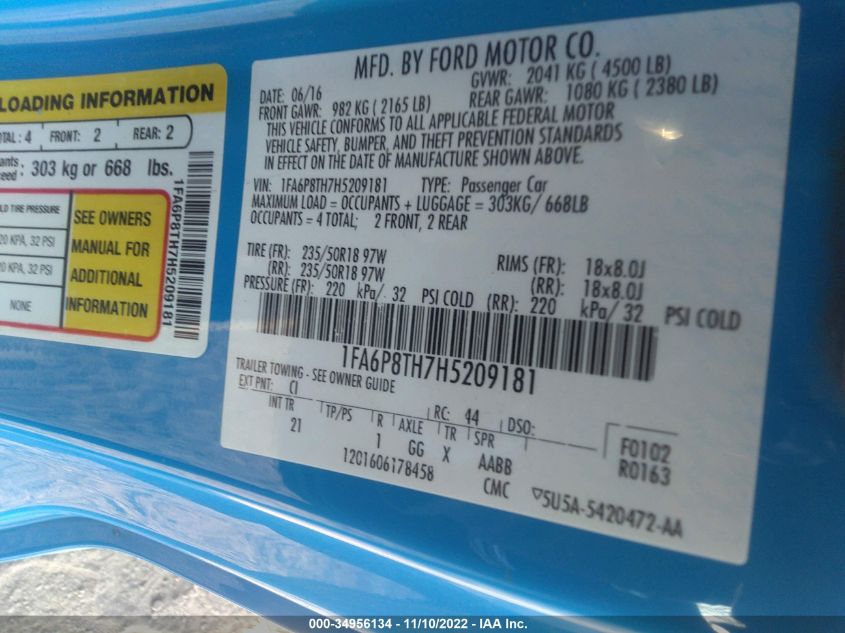 LOADING INFORMATION
TOTAL: 4 FRONT: 2 REAR: 2
303 kg or 668 lbs.
TIRE PRESSURE
KPA, 32 PSI
KPA, 32 PSI
NONE
SEE OWNERS
MANUAL FOR
ADDITIONAL
INFORMATION
1FA6P8TH7H5209181
MFD. BY FORD MOTOR CO.
DATE: 06/16 GVWR: 2041 KG ( 4500 LB)
FRONT GAWR: 982 KG ( 2165 LB) REAR GAWR: 1080 KG ( 2380 LB)
THIS VEHICLE CONFORMS TO ALL APPLICABLE FEDERAL MOTOR
VEHICLE SAFETY, BUMPER, AND THEFT PREVENTION STANDARDS
IN EFFECT ON THE DATE OF MANUFACTURE SHOWN ABOVE.
VIN: 1FA6P8TH7H5209181 TYPE: Passenger Car
MAXIMUM LOAD = OCCUPANTS + LUGGAGE = 303KG/ 668LB
OCCUPANTS = 4 TOTAL; 2 FRONT, 2 REAR
TIRE (FR): 235/50R18 97W RIMS (FR): 18x8.0J
(RR): 235/50R18 97W (RR): 18x8.0J
PRESSURE (FR): 220 kPa/ 32 PSI COLD (RR): 220 kPa/ 32 PSI COLD
1FA6P8TH7H5209181
TRAILER TOWING - SEE OWNER GUIDE
EXT PNT: CI RC: 44 DSO:
INT TR TP/PS R AXLE TR SPR F0102
21 1 GG X AABB R0163
1201606178458 CMC ▽5U5A-5420472-AA
000-34956134 - 11/10/2022 - IAA Inc.